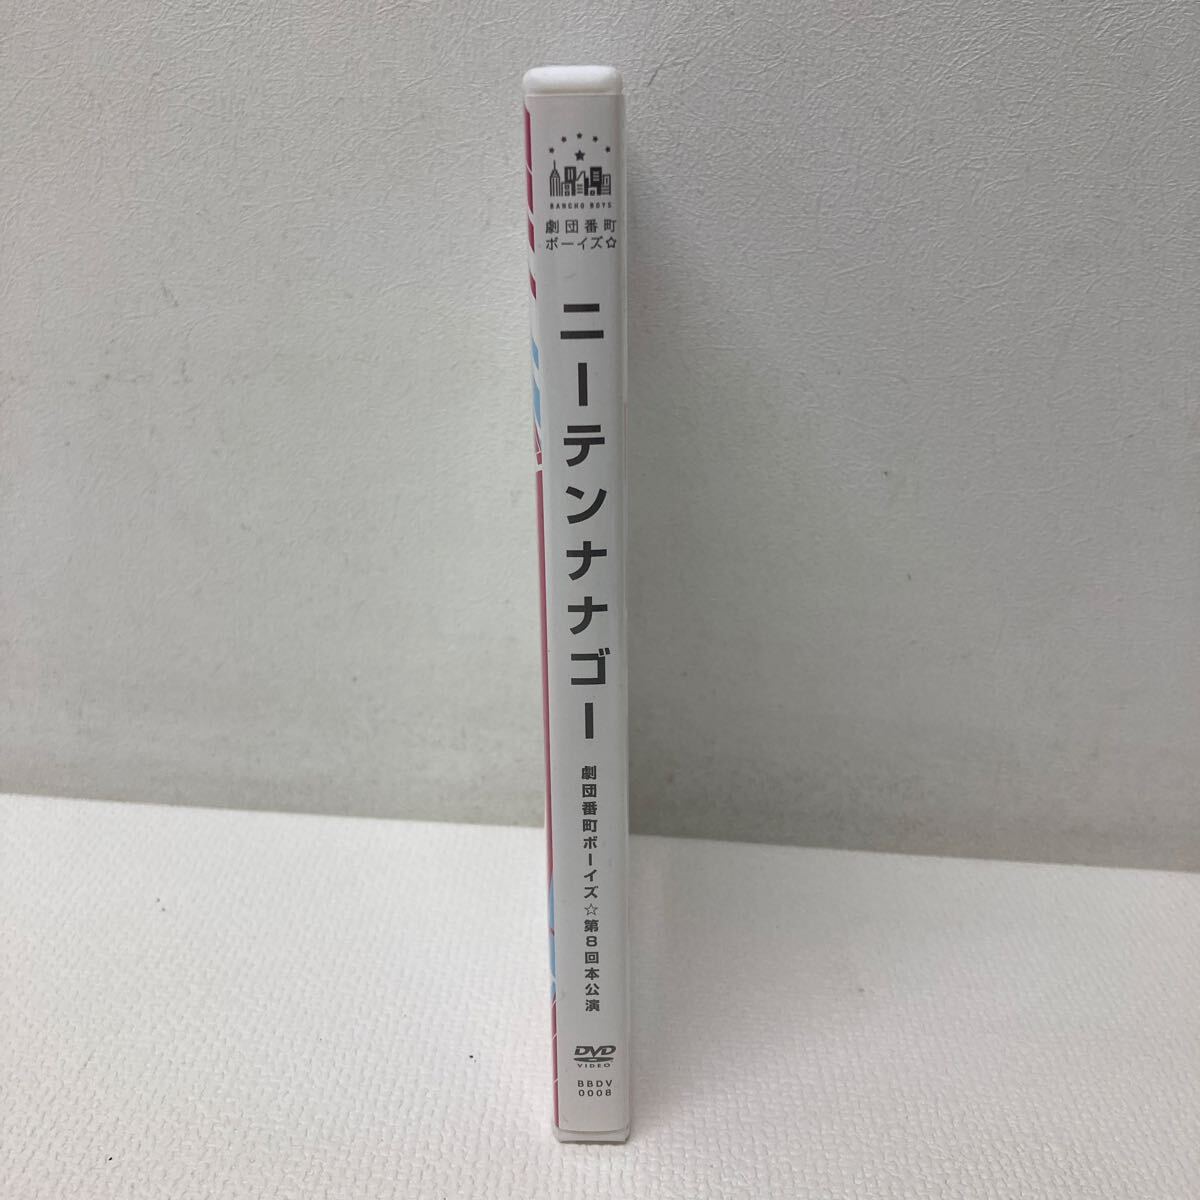 BANCHO BOYS
劇団番町
ボーイズ☆
ニーテンナナゴー
劇団番町ボーイズ☆第8回本公演
DVD
VIDEO
BBDV
0008